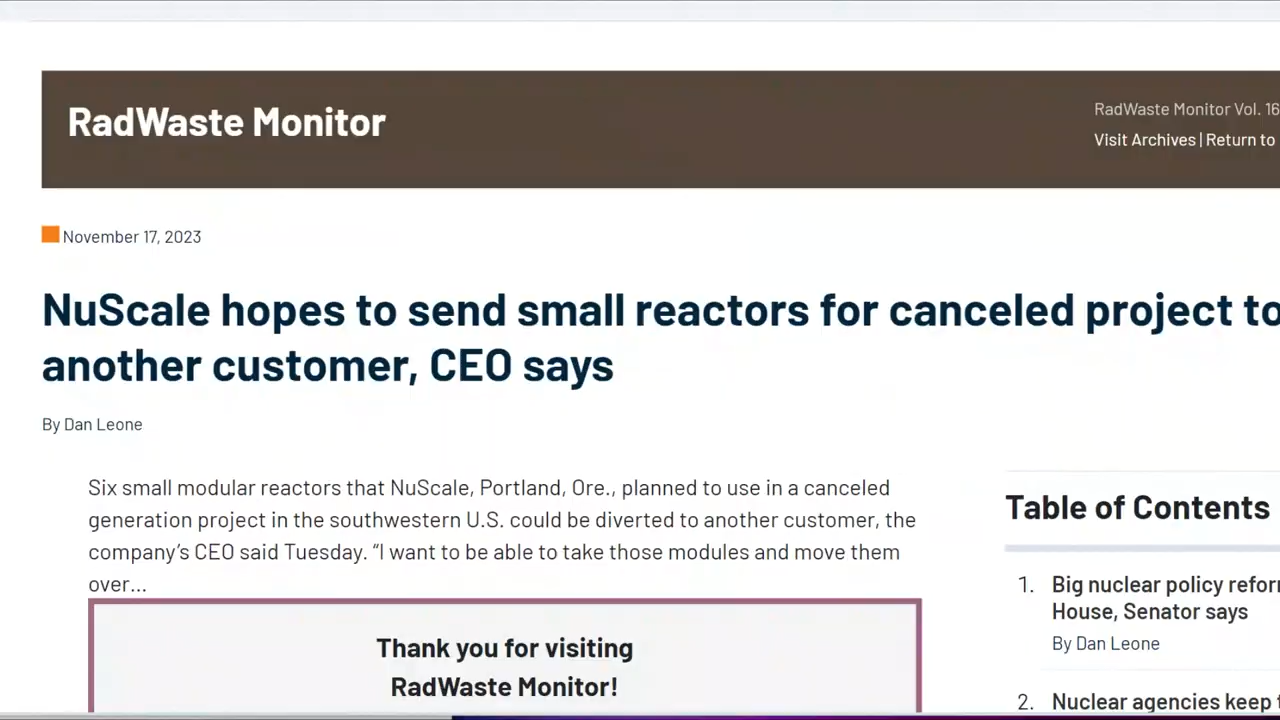 RadWaste Monitor
RadWaste Monitor Vol. 16
Visit Archives | Return to
November 17, 2023
NuScale hopes to send small reactors for canceled project to
another customer, CEO says
By Dan Leone
Six small modular reactors that NuScale, Portland, Ore., planned to use in a canceled
generation project in the southwestern U.S. could be diverted to another customer, the
company’s CEO said Tuesday. “I want to be able to take those modules and move them
over...
Thank you for visiting
RadWaste Monitor!
Table of Contents
1. Big nuclear policy refor
House, Senator says
By Dan Leone
2. Nuclear agencies keep